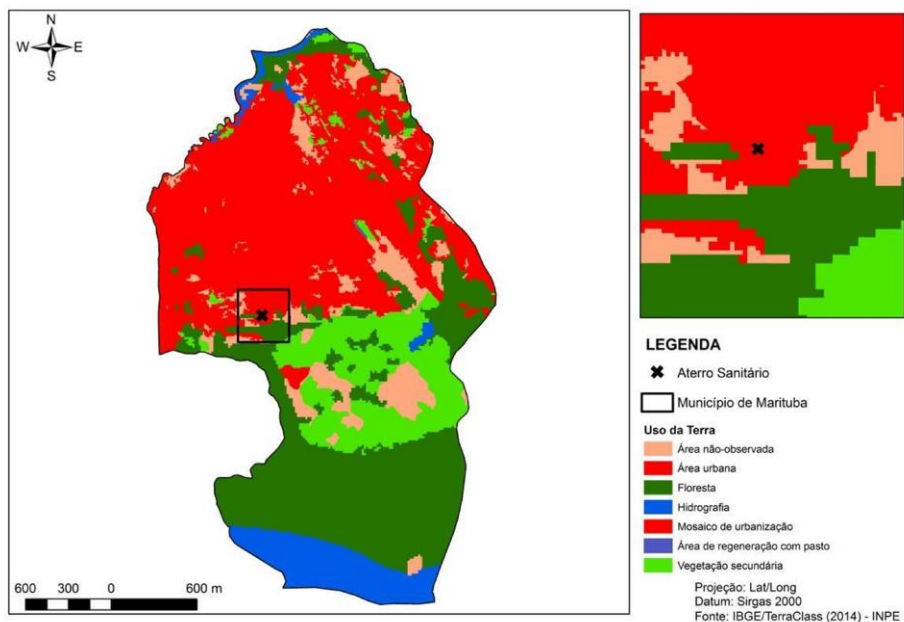 N
W E
S
600 300 0 600 m
LEGENDA
Aterro Sanitário
Município de Marituba
Uso da Terra
Área não-observada
Área urbana
Floresta
Hidrografia
Mosaico de urbanização
Área de regeneração com pasto
Vegetação secundária
Projeção: Lat/Long
Datum: Sirgas 2000
Fonte: IBGE/TerraClass (2014) - INPE